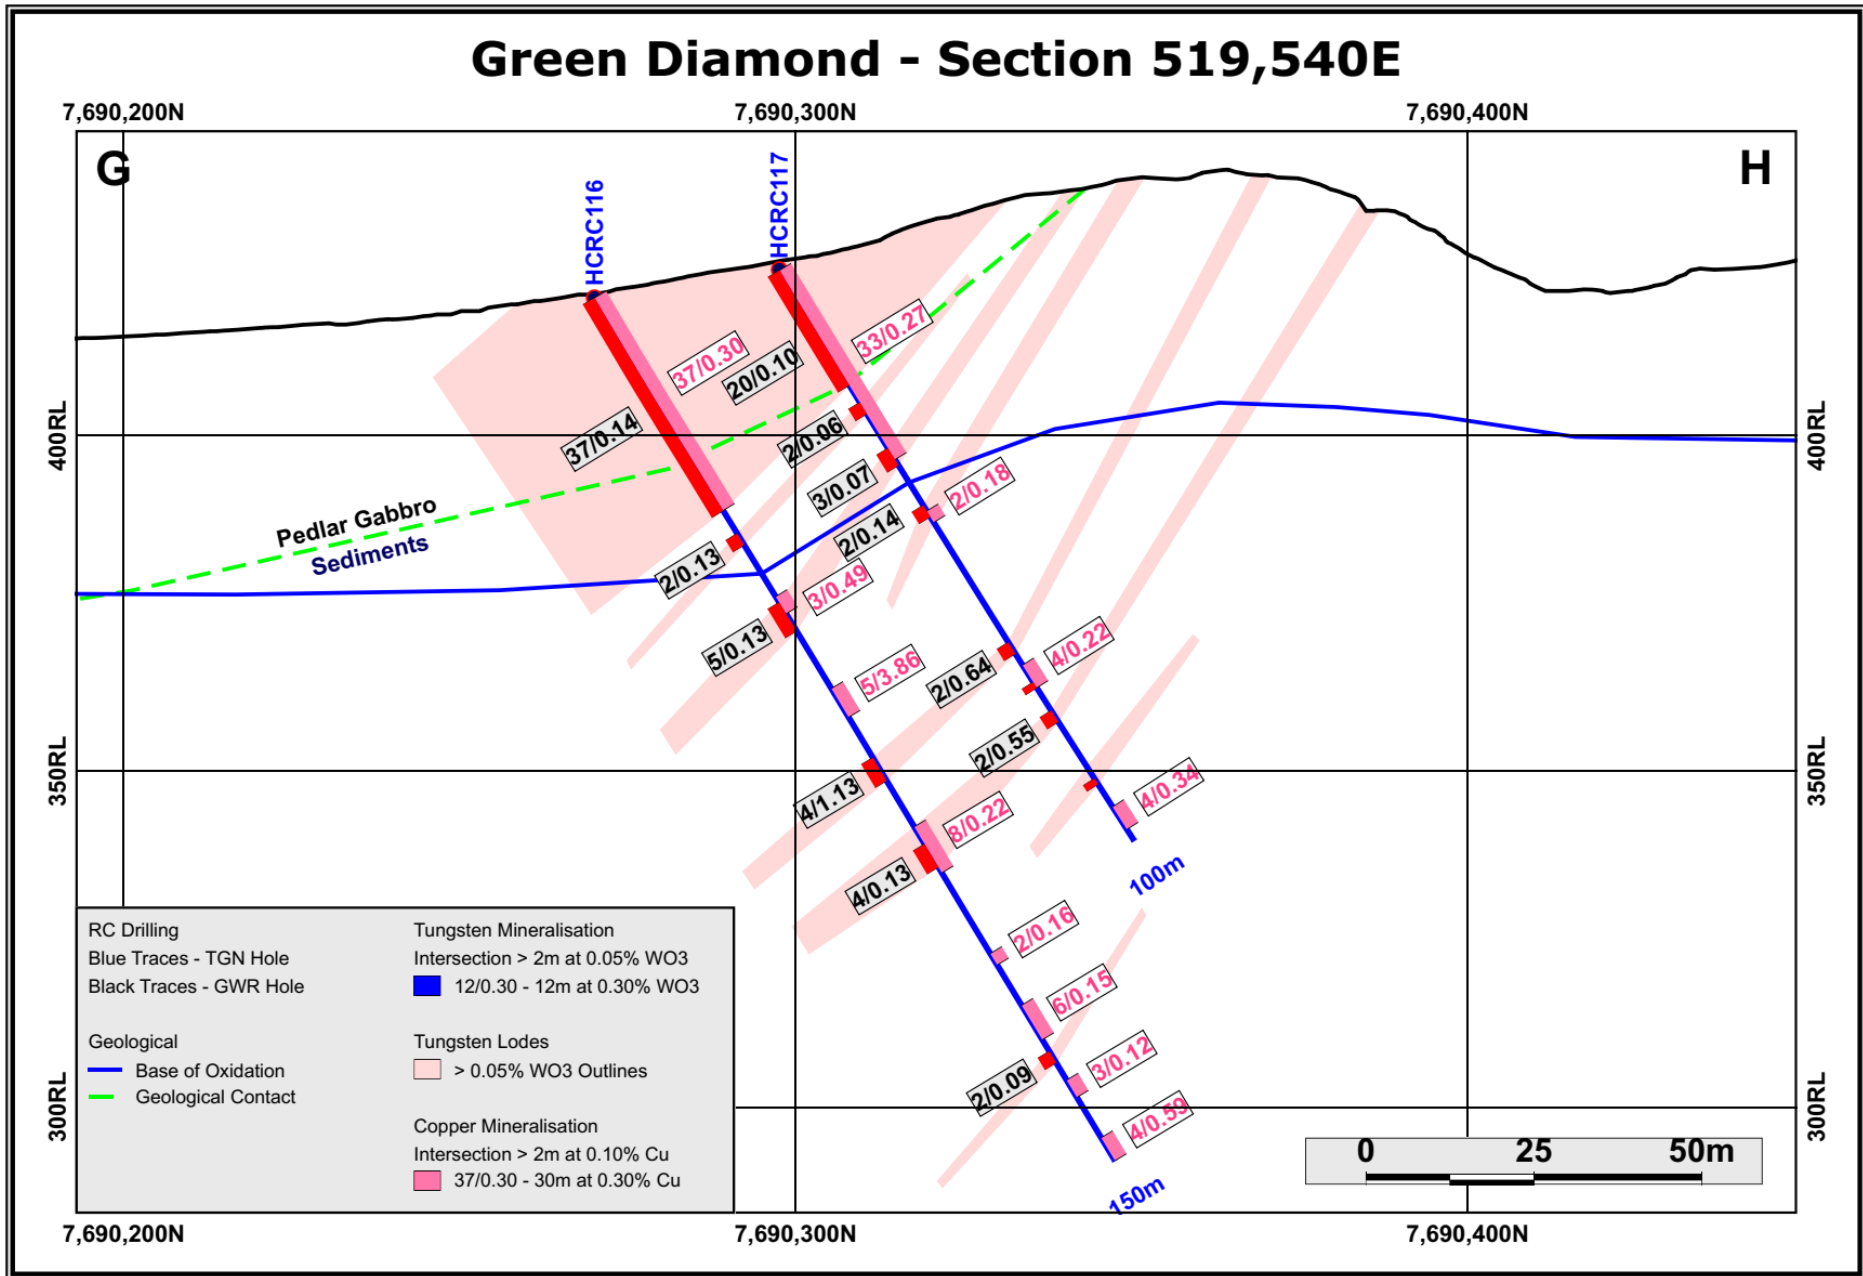 Green Diamond - Section 519,540E
7,690,200N
7,690,300N
7,690,400N
G
H
HCRC116
HCRC117
37/0.30
20/0.10
33/0.27
37/0.14
2/0.06
3/0.07
2/0.14
2/0.18
400RL
400RL
Pedlar Gabbro
Sediments
2/0.13
3/0.49
5/0.13
5/3.86
2/0.64
4/0.22
2/0.55
4/1.13
4/0.34
350RL
350RL
8/0.22
4/0.13
100m
2/0.16
6/0.15
3/0.12
2/0.09
4/0.59
150m
300RL
300RL
RC Drilling
Blue Traces - TGN Hole
Black Traces - GWR Hole
Geological
Base of Oxidation
Geological Contact
Tungsten Mineralisation
Intersection > 2m at 0.05% WO3
12/0.30 - 12m at 0.30% WO3
Tungsten Lodes
> 0.05% WO3 Outlines
Copper Mineralisation
Intersection > 2m at 0.10% Cu
37/0.30 - 30m at 0.30% Cu
0 25 50m
7,690,200N
7,690,300N
7,690,400N